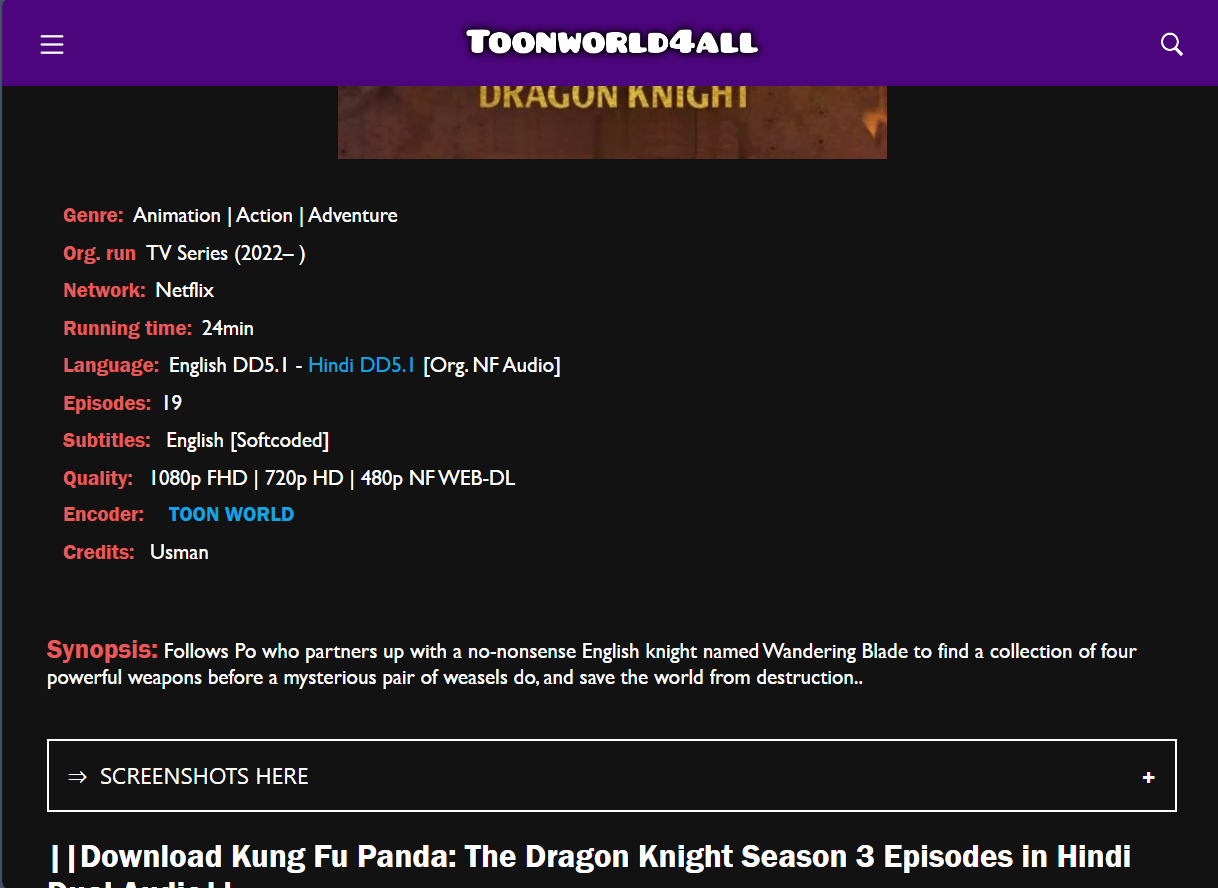 Toonworld4all
DRAGON KNIGHT
Genre: Animation | Action | Adventure
Org. run TV Series (2022– )
Network: Netflix
Running time: 24min
Language: English DD5.1 - Hindi DD5.1 [Org. NF Audio]
Episodes: 19
Subtitles: English [Softcoded]
Quality: 1080p FHD | 720p HD | 480p NF WEB-DL
Encoder: TOON WORLD
Credits: Usman
Synopsis: Follows Po who partners up with a no-nonsense English knight named Wandering Blade to find a collection of four
powerful weapons before a mysterious pair of weasels do, and save the world from destruction..
⇒ SCREENSHOTS HERE +
||Download Kung Fu Panda: The Dragon Knight Season 3 Episodes in Hindi
Dual Audio||